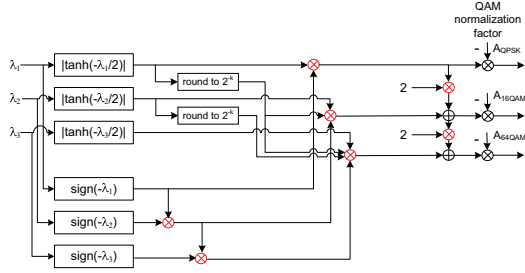 QAM
normalization
factor
- A_QPSK
λ₁ |tanh(-λ₁/2)|
round to 2^-k
2
λ₂ |tanh(-λ₂/2)| - A_16QAM
round to 2^-k
2
λ₃ |tanh(-λ₃/2)| - A_64QAM
sign(-λ₁)
sign(-λ₂)
sign(-λ₃)